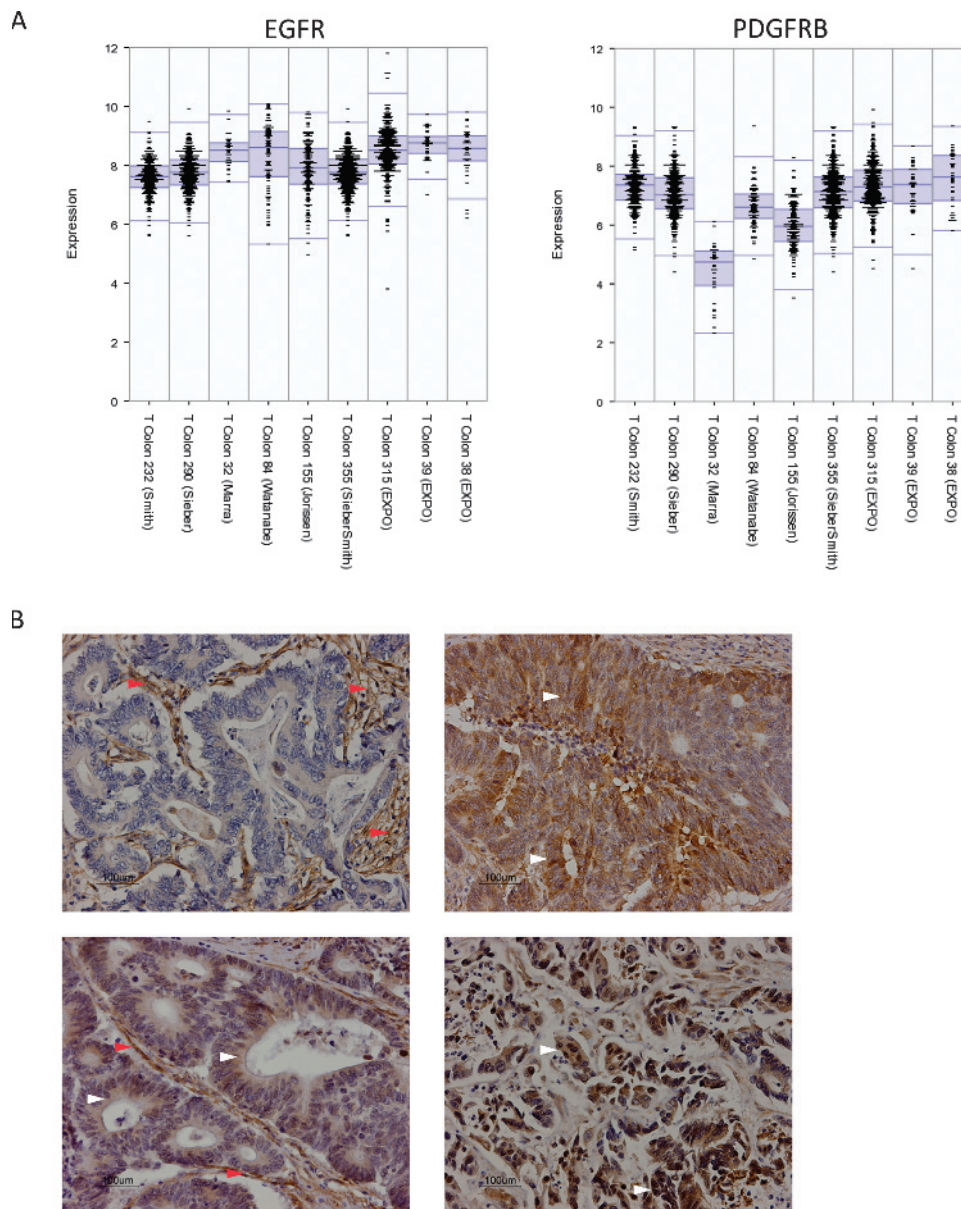 A
EGFR
PDGFRB
12
10
8
6
4
2
0
Expression
T Colon 232 (Smith)
T Colon 290 (Sieber)
T Colon 32 (Marra)
T Colon 84 (Watanabe)
T Colon 155 (Jorissen)
T Colon 355 (SieberSmith)
T Colon 315 (EXPO)
T Colon 39 (EXPO)
T Colon 38 (EXPO)
12
10
8
6
4
2
0
Expression
T Colon 232 (Smith)
T Colon 290 (Sieber)
T Colon 32 (Marra)
T Colon 84 (Watanabe)
T Colon 155 (Jorissen)
T Colon 355 (SieberSmith)
T Colon 315 (EXPO)
T Colon 39 (EXPO)
T Colon 38 (EXPO)
B
100um
100um
100um
100um